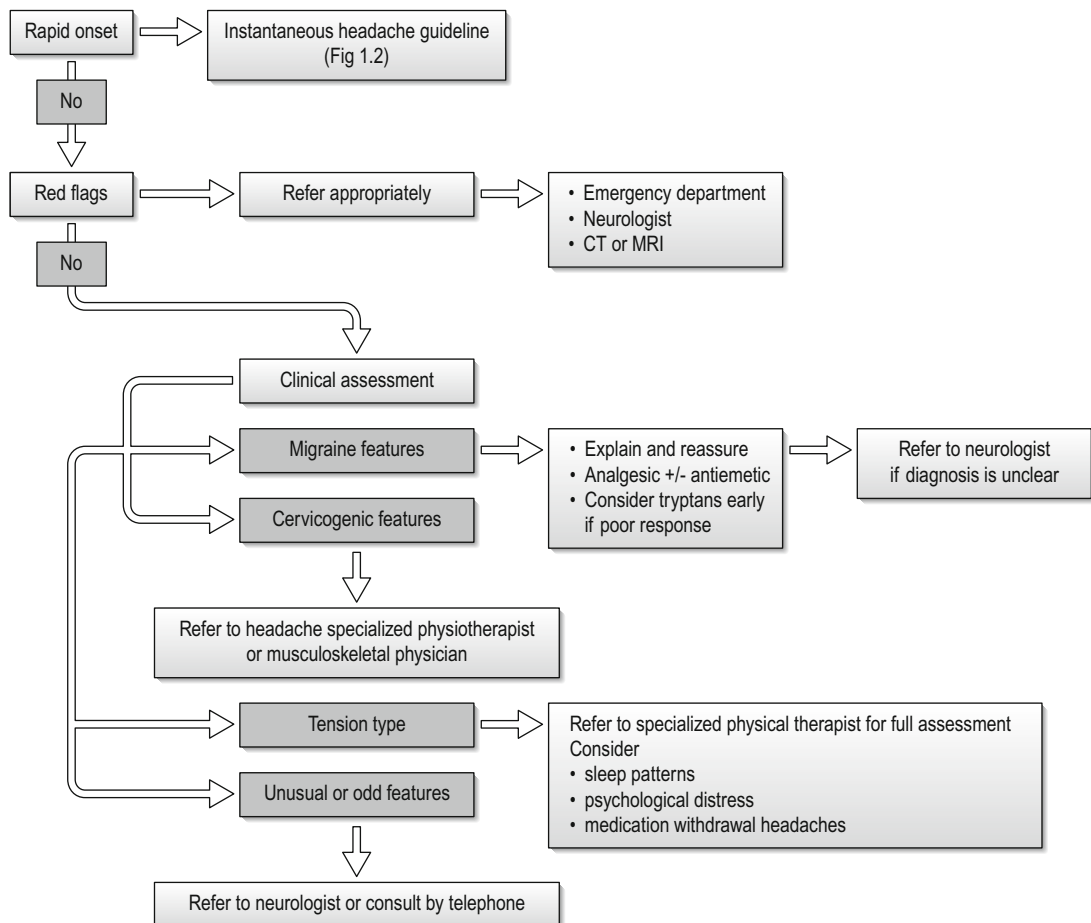 Rapid onset
Instantaneous headache guideline
(Fig 1.2)
No
Red flags
Refer appropriately
• Emergency department
• Neurologist
• CT or MRI
No
Clinical assessment
Migraine features
• Explain and reassure
• Analgesic +/- antiemetic
• Consider tryptans early
if poor response
Refer to neurologist
if diagnosis is unclear
Cervicogenic features
Refer to headache specialized physiotherapist
or musculoskeletal physician
Tension type
Refer to specialized physical therapist for full assessment
Consider
• sleep patterns
• psychological distress
• medication withdrawal headaches
Unusual or odd features
Refer to neurologist or consult by telephone